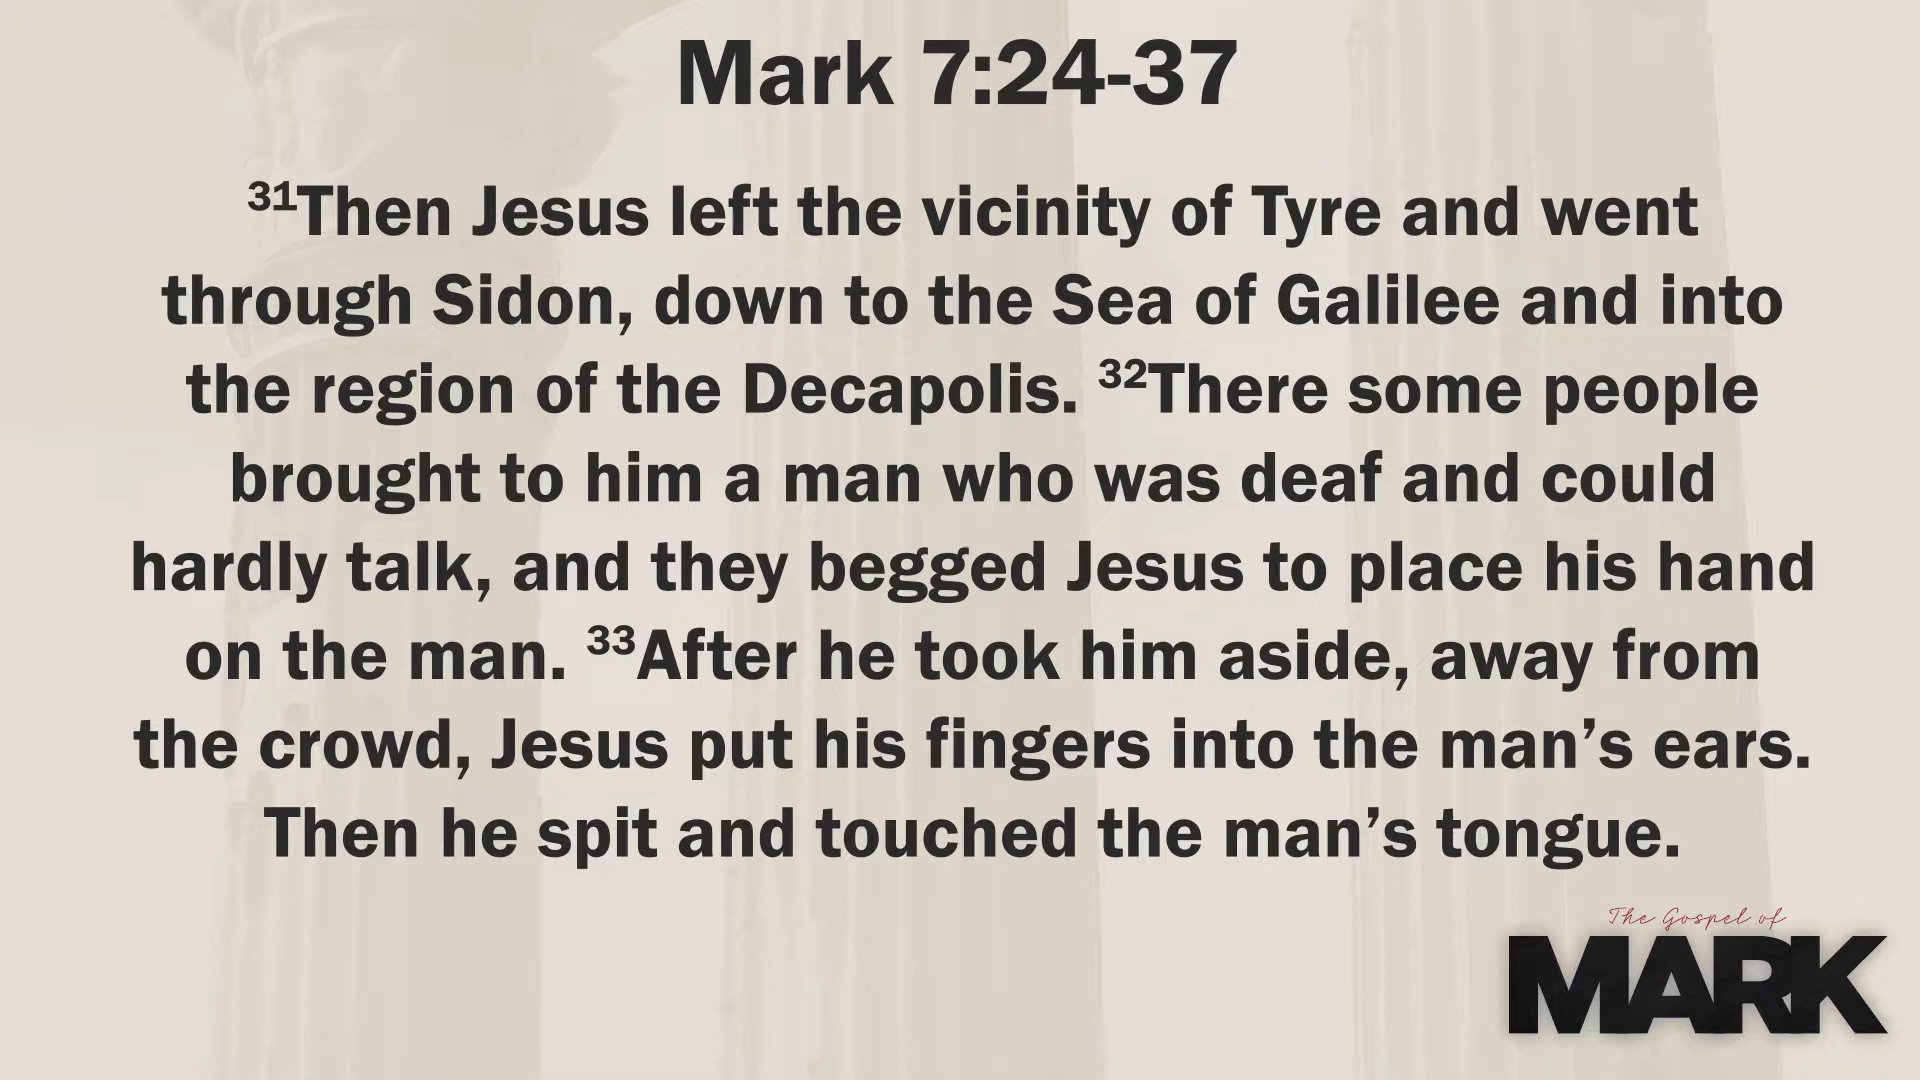 Mark 7:24-37
31Then Jesus left the vicinity of Tyre and went
through Sidon, down to the Sea of Galilee and into
the region of the Decapolis. 32There some people
brought to him a man who was deaf and could
hardly talk, and they begged Jesus to place his hand
on the man. 33After he took him aside, away from
the crowd, Jesus put his fingers into the man’s ears.
Then he spit and touched the man’s tongue.
The Gospel of
MARK